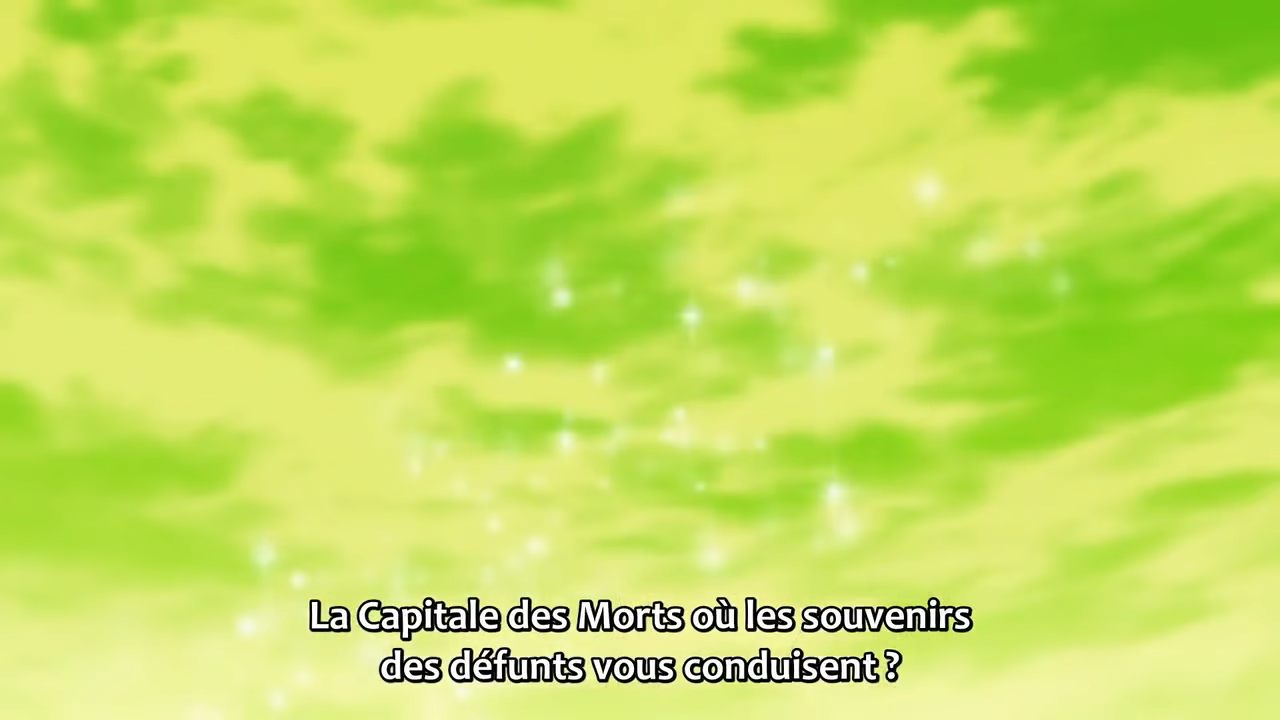 La Capitale des Morts où les souvenirs
des défunts vous conduisent ?